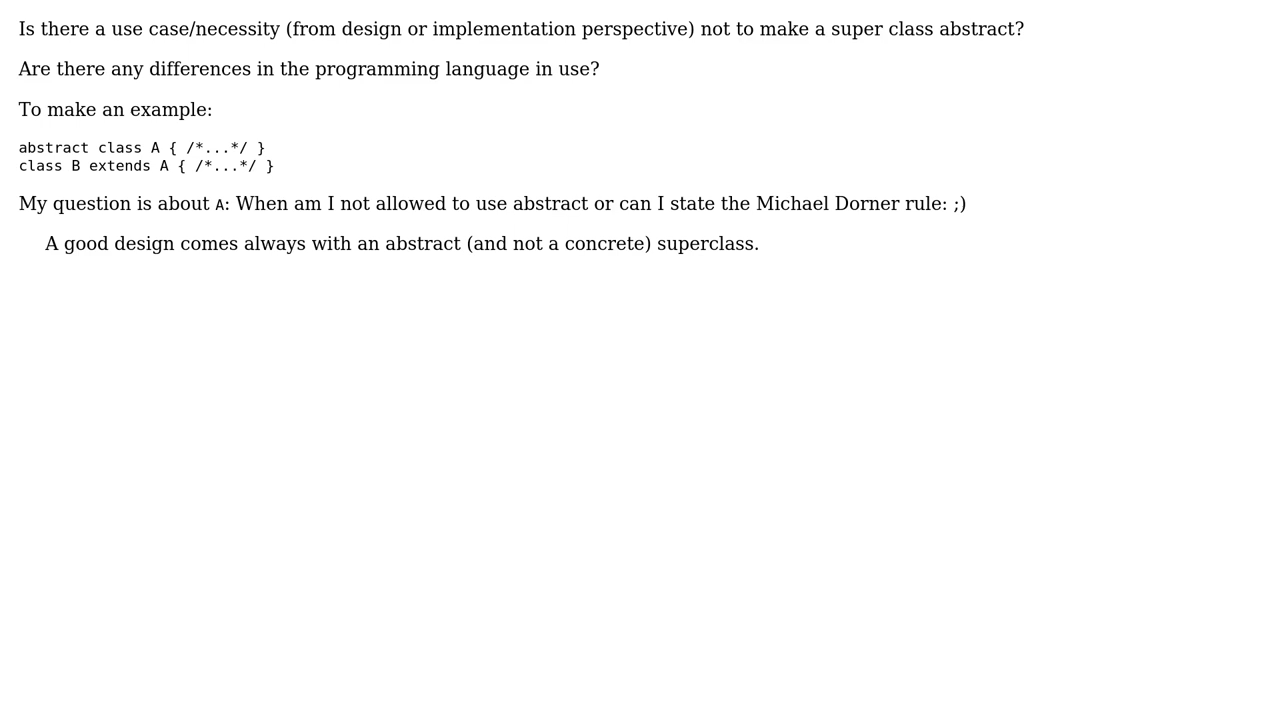 Is there a use case/necessity (from design or implementation perspective) not to make a super class abstract?
Are there any differences in the programming language in use?
To make an example:
abstract class A { /*...*/ }
class B extends A { /*...*/ }
My question is about A: When am I not allowed to use abstract or can I state the Michael Dorner rule: ;)
A good design comes always with an abstract (and not a concrete) superclass.